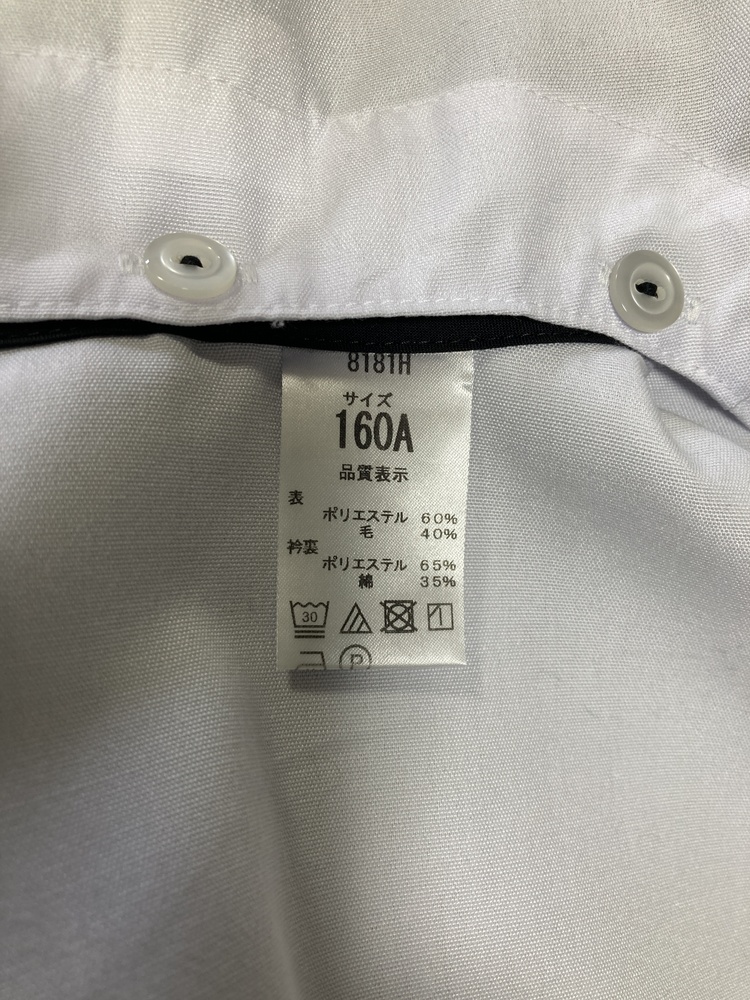 8181H
サイズ
160A
品質表示
表
ポリエステル 60%
毛 40%
衿裏
ポリエステル 65%
綿 35%
30
P